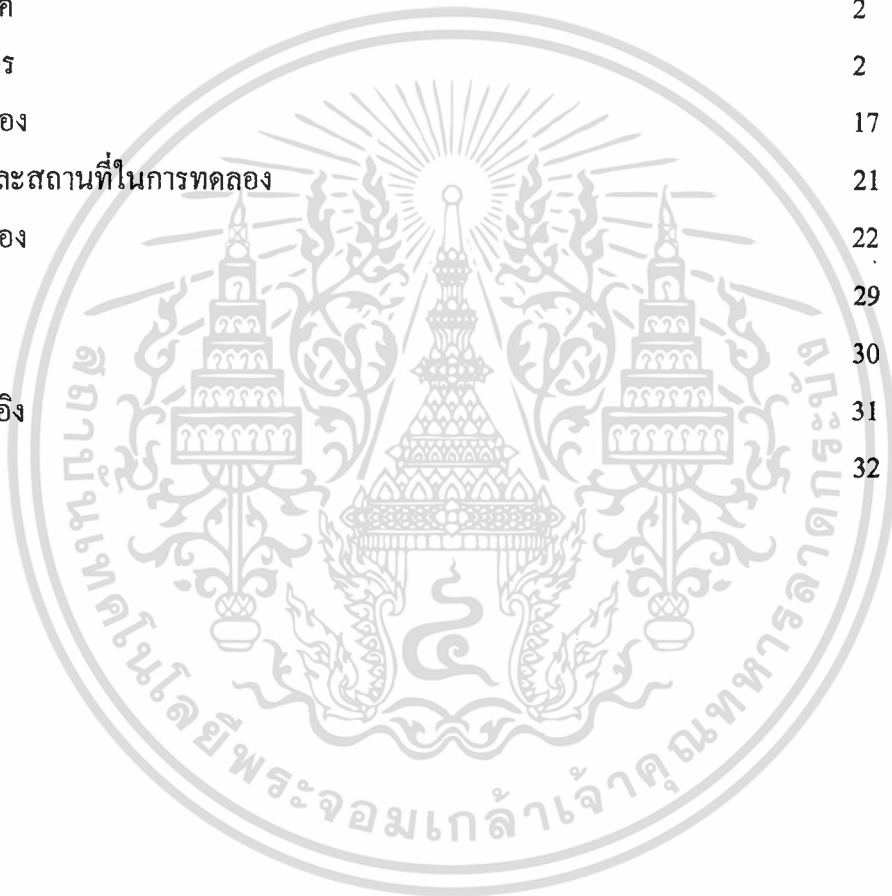 ค 2
ร 2
อง 17
ละสถานที่ในการทดลอง 21
อง 22
29
30
อิง 31
32
สถาบันเทคโนโลยีพระจอมเกล้าเจ้าคุณทหารลาดกระบัง